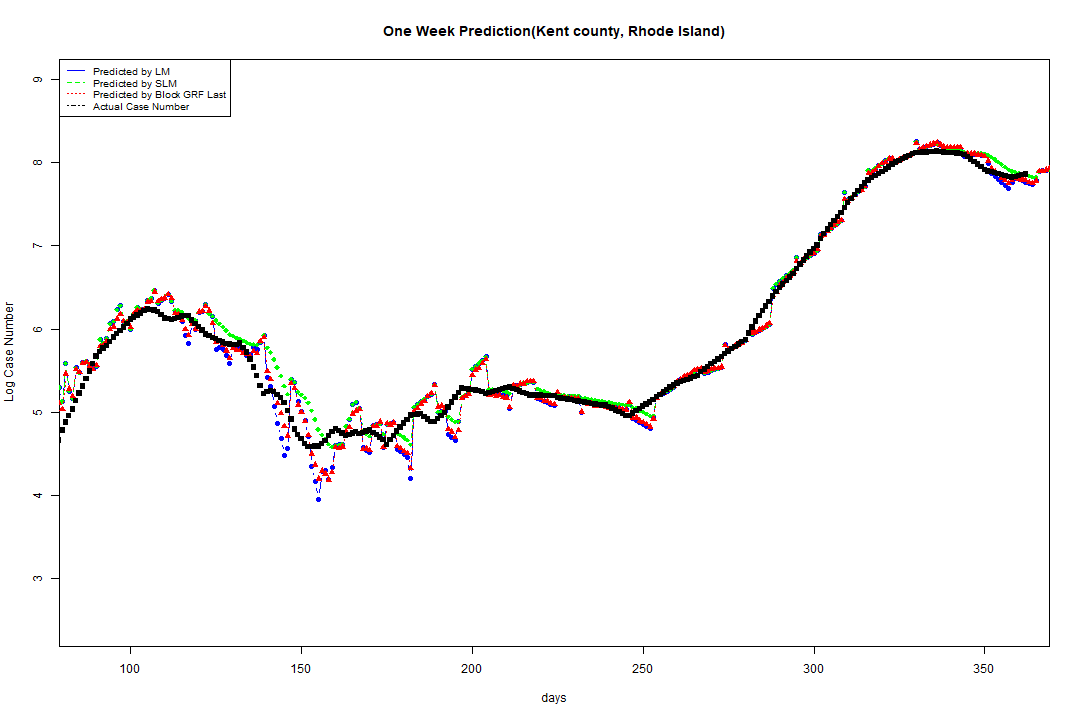 One Week Prediction(Kent county, Rhode Island)
Predicted by LM
Predicted by SLM
Predicted by Block GRF Last
Actual Case Number
Log Case Number
9
8
7
6
5
4
3
100 150 200 250 300 350
days